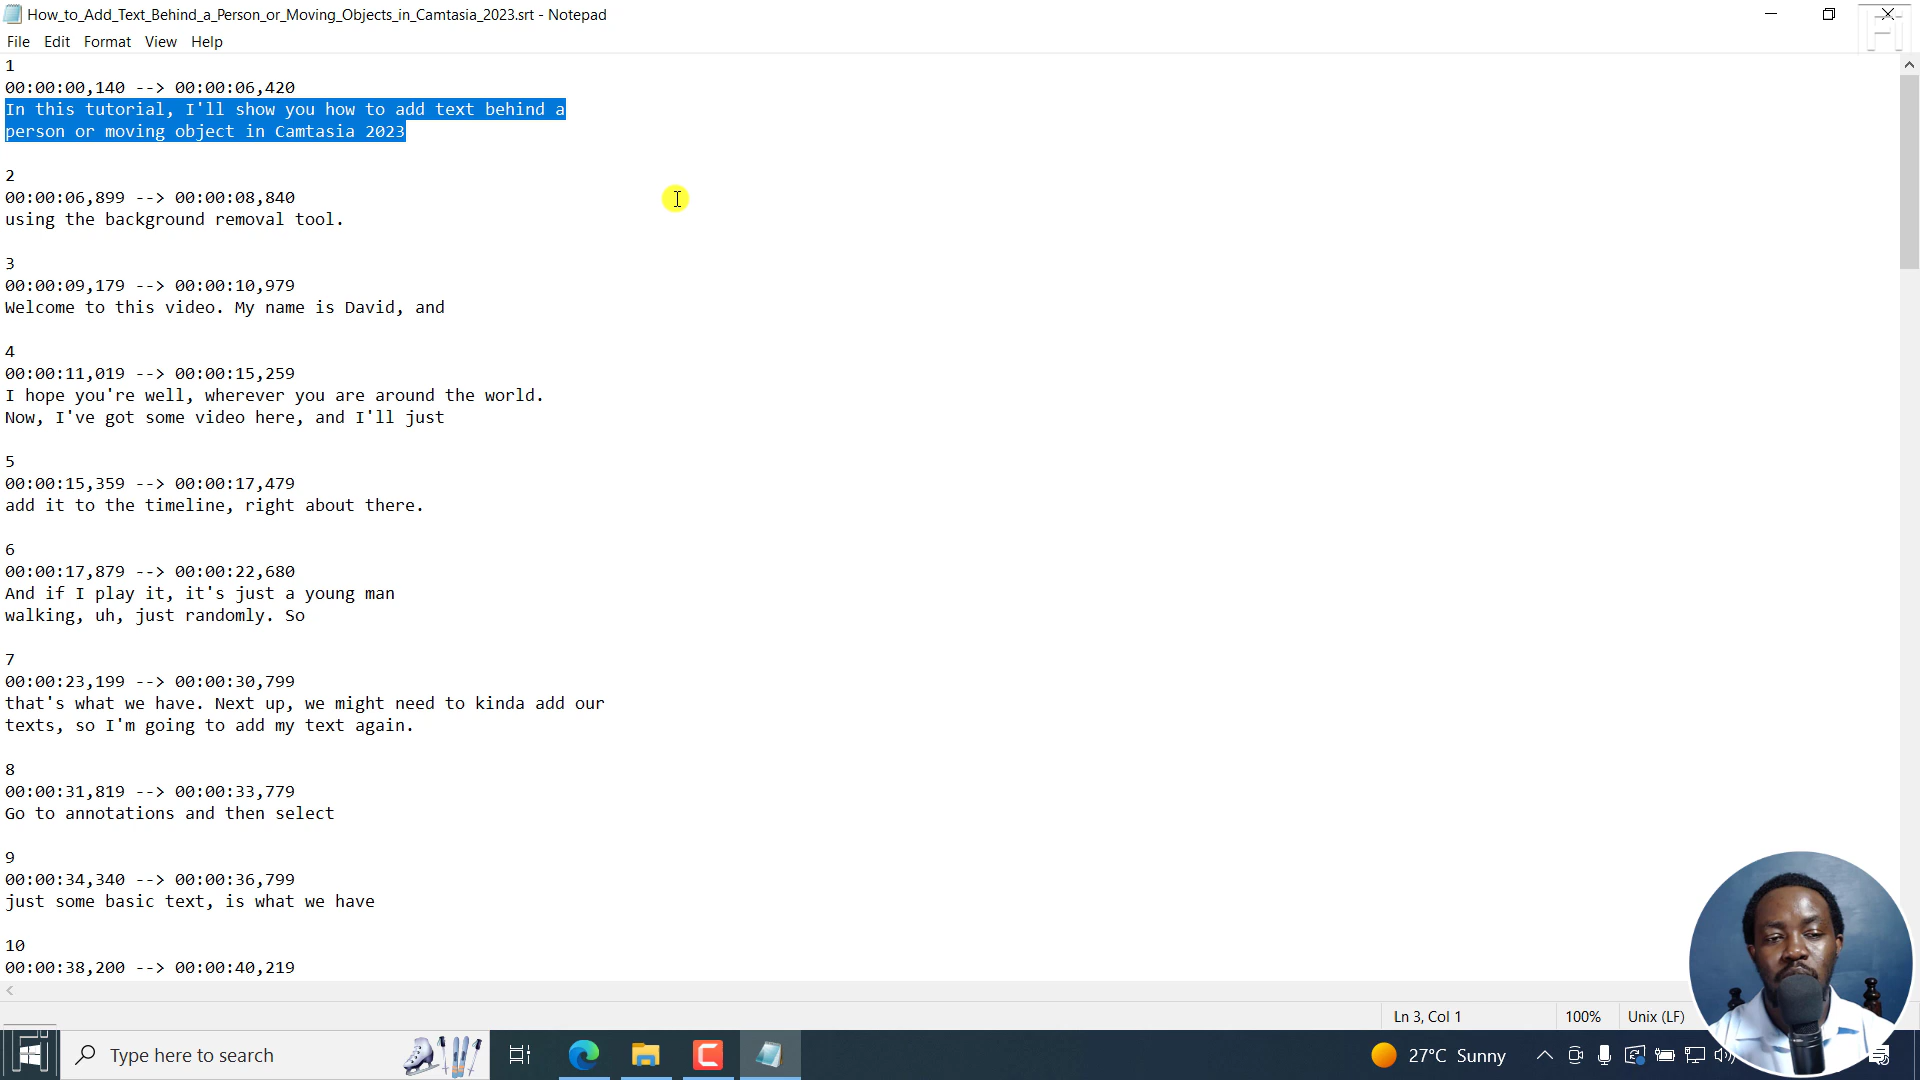 How_to_Add_Text_Behind_a_Person_or_Moving_Objects_in_Camtasia_2023.srt - Notepad
File Edit Format View Help
1
00:00:00,140 --> 00:00:06,420
In this tutorial, I'll show you how to add text behind a
person or moving object in Camtasia 2023
2
00:00:06,899 --> 00:00:08,840
using the background removal tool.
3
00:00:09,179 --> 00:00:10,979
Welcome to this video. My name is David, and
4
00:00:11,019 --> 00:00:15,259
I hope you're well, wherever you are around the world.
Now, I've got some video here, and I'll just
5
00:00:15,359 --> 00:00:17,479
add it to the timeline, right about there.
6
00:00:17,879 --> 00:00:22,680
And if I play it, it's just a young man
walking, uh, just randomly. So
7
00:00:23,199 --> 00:00:30,799
that's what we have. Next up, we might need to kinda add our
texts, so I'm going to add my text again.
8
00:00:31,819 --> 00:00:33,779
Go to annotations and then select
9
00:00:34,340 --> 00:00:36,799
just some basic text, is what we have
10
00:00:38,200 --> 00:00:40,219
Ln 3, Col 1 100% Unix (LF)
Type here to search 27°C Sunny